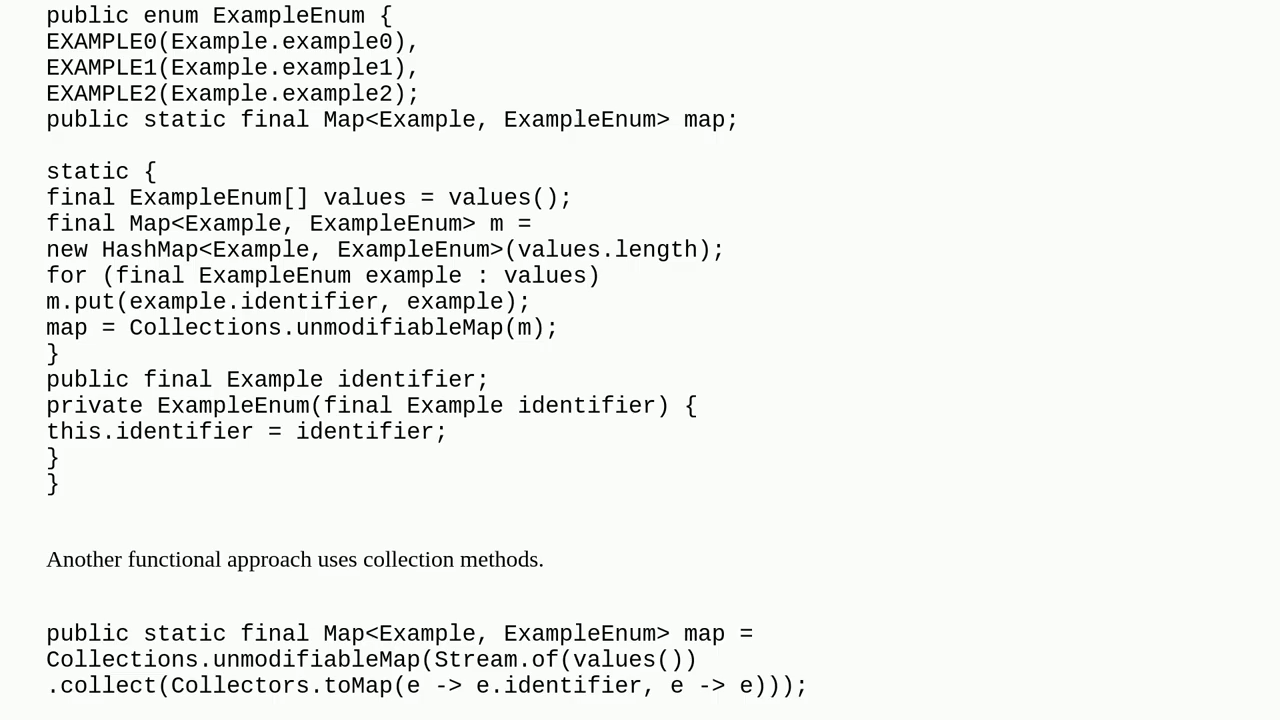 public enum ExampleEnum {
EXAMPLE0(Example.example0),
EXAMPLE1(Example.example1),
EXAMPLE2(Example.example2);
public static final Map<Example, ExampleEnum> map;
static {
final ExampleEnum[] values = values();
final Map<Example, ExampleEnum> m =
new HashMap<Example, ExampleEnum>(values.length);
for (final ExampleEnum example : values)
m.put(example.identifier, example);
map = Collections.unmodifiableMap(m);
}
public final Example identifier;
private ExampleEnum(final Example identifier) {
this.identifier = identifier;
}
}
Another functional approach uses collection methods.
public static final Map<Example, ExampleEnum> map =
Collections.unmodifiableMap(Stream.of(values())
.collect(Collectors.toMap(e -> e.identifier, e -> e)));